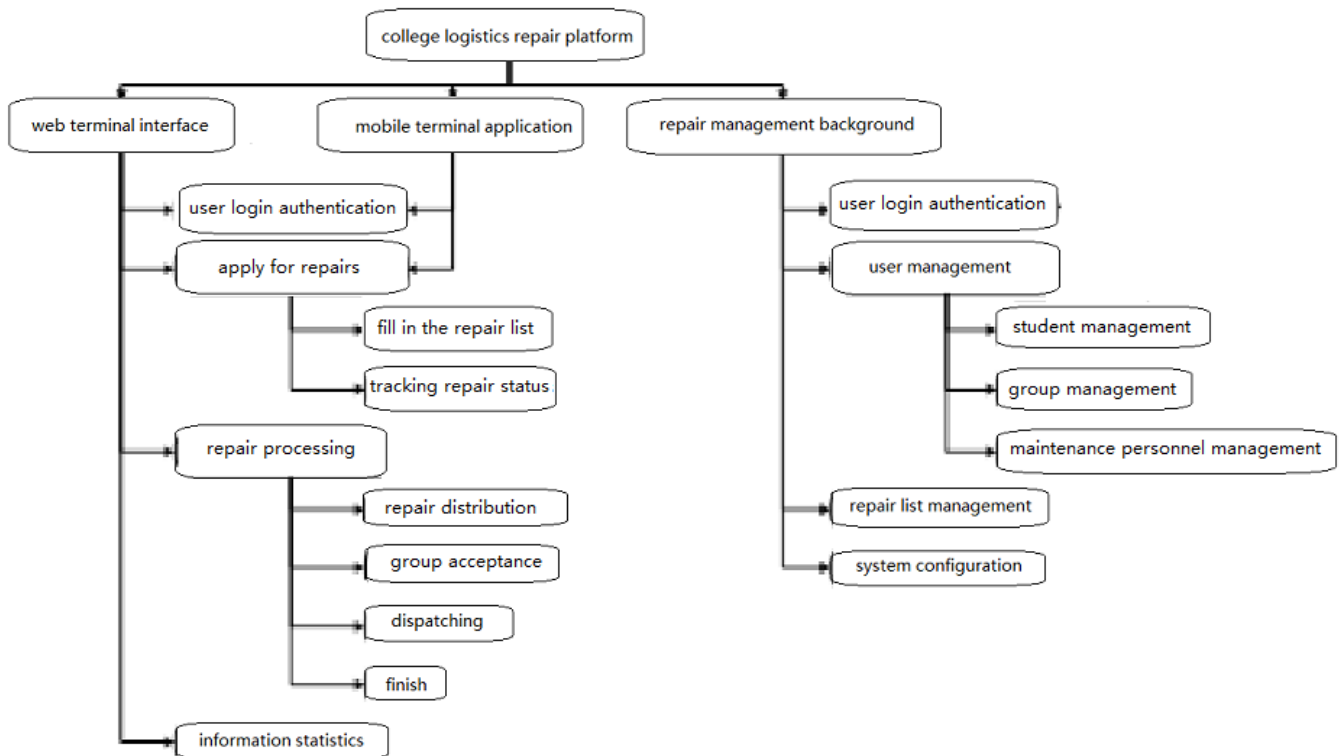 college logistics repair platform
web terminal interface
mobile terminal application
repair management background
user login authentication
apply for repairs
fill in the repair list
tracking repair status
repair processing
repair distribution
group acceptance
dispatching
finish
information statistics
user login authentication
user management
student management
group management
maintenance personnel management
repair list management
system configuration